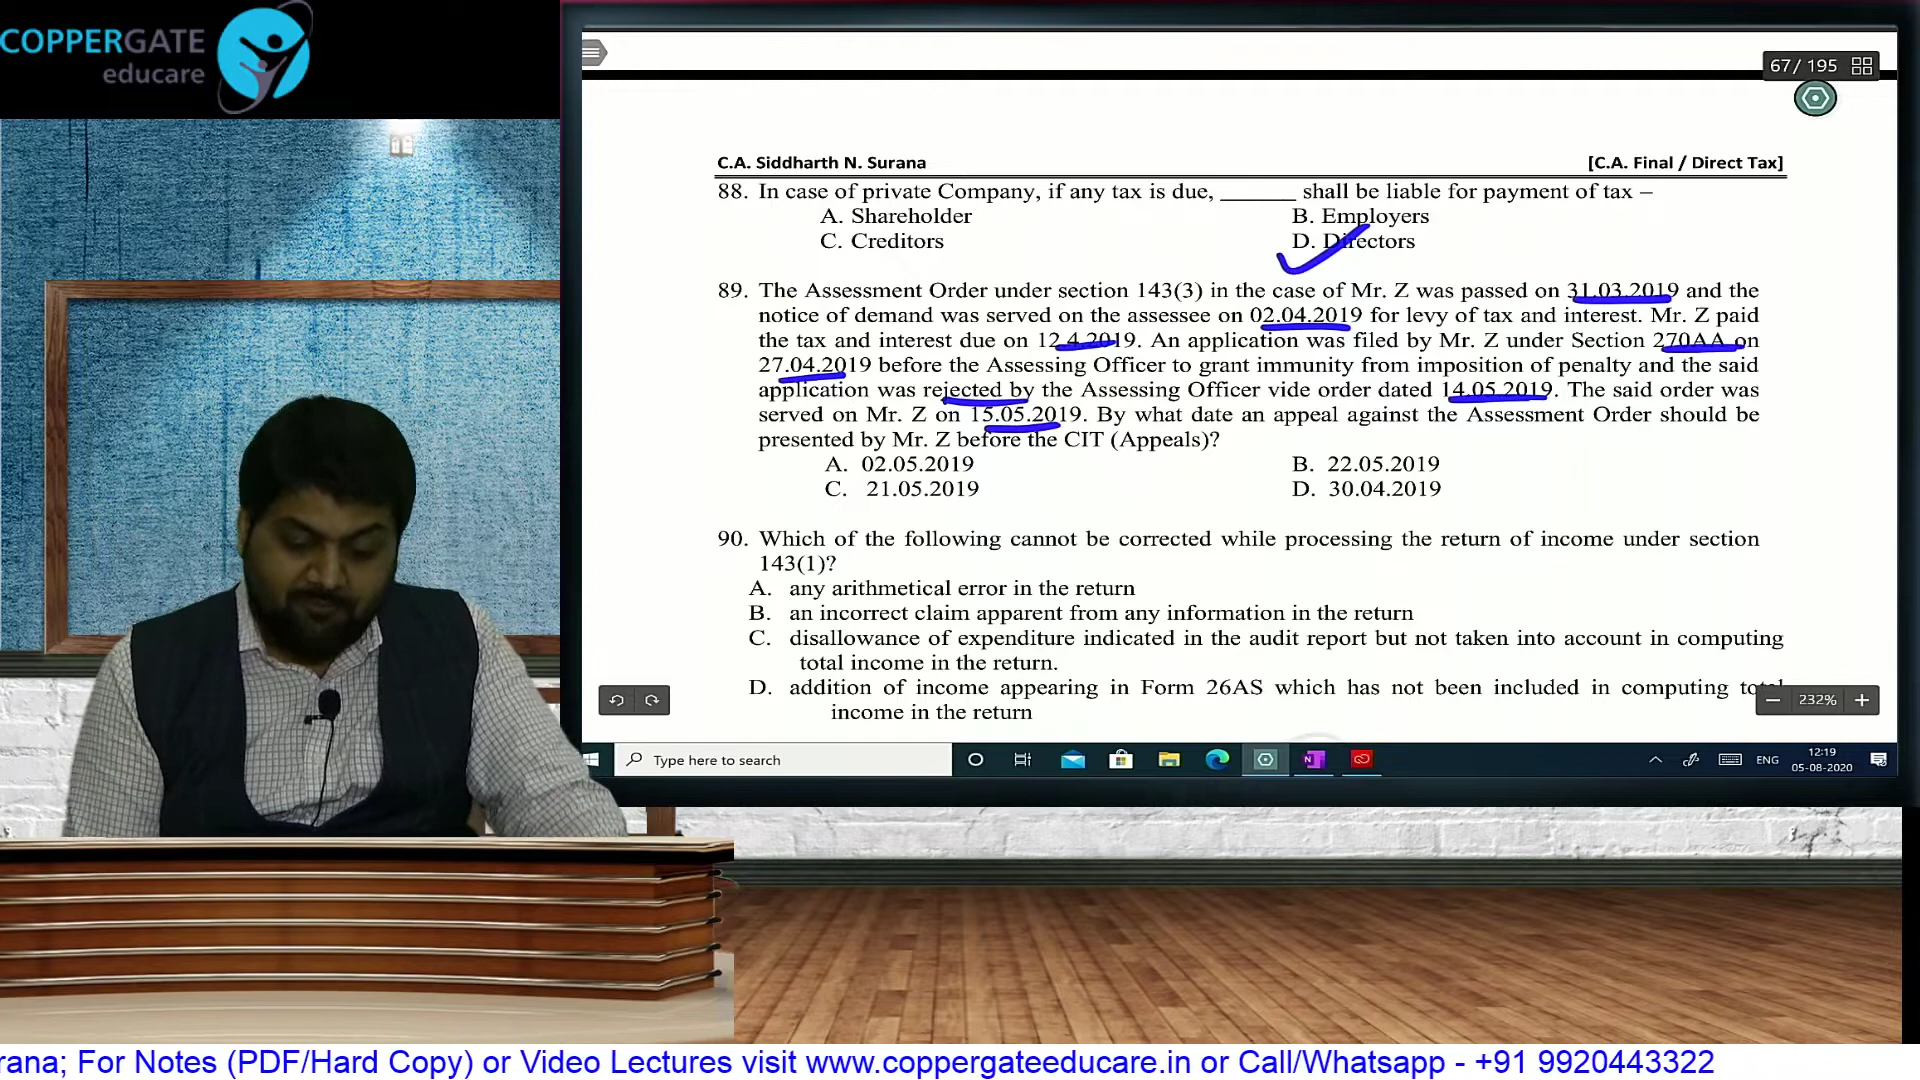 COPPERGATE
educare
67/ 195
C.A. Siddharth N. Surana [C.A. Final / Direct Tax]
88. In case of private Company, if any tax is due, _______ shall be liable for payment of tax –
A. Shareholder B. Employers
C. Creditors D. Directors
89. The Assessment Order under section 143(3) in the case of Mr. Z was passed on 31.03.2019 and the
notice of demand was served on the assessee on 02.04.2019 for levy of tax and interest. Mr. Z paid
the tax and interest due on 12.4.2019. An application was filed by Mr. Z under Section 270AA on
27.04.2019 before the Assessing Officer to grant immunity from imposition of penalty and the said
application was rejected by the Assessing Officer vide order dated 14.05.2019. The said order was
served on Mr. Z on 15.05.2019. By what date an appeal against the Assessment Order should be
presented by Mr. Z before the CIT (Appeals)?
A. 02.05.2019 B. 22.05.2019
C. 21.05.2019 D. 30.04.2019
90. Which of the following cannot be corrected while processing the return of income under section
143(1)?
A. any arithmetical error in the return
B. an incorrect claim apparent from any information in the return
C. disallowance of expenditure indicated in the audit report but not taken into account in computing
total income in the return.
D. addition of income appearing in Form 26AS which has not been included in computing total
income in the return
232%
Type here to search
ENG
12:19
05-08-2020
rana; For Notes (PDF/Hard Copy) or Video Lectures visit www.coppergateeducare.in or Call/Whatsapp - +91 9920443322